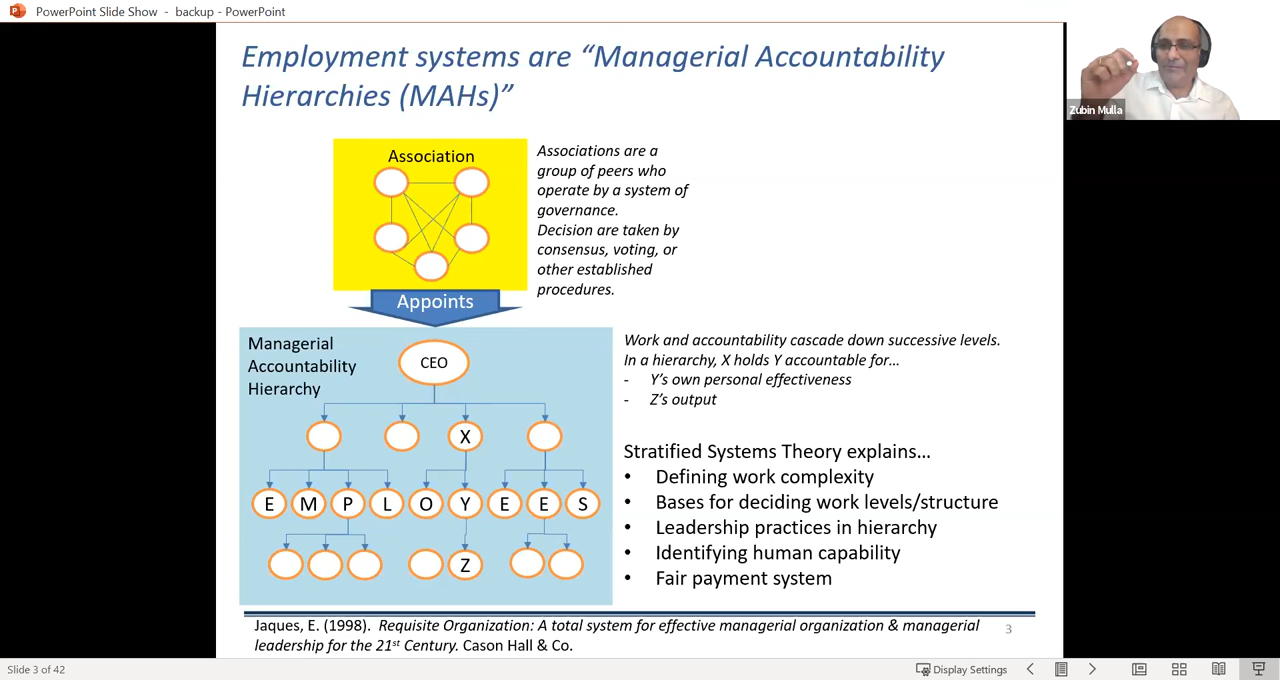 PowerPoint Slide Show - backup - PowerPoint
Employment systems are “Managerial Accountability
Hierarchies (MAHs)”
Zubin Mulla
Association
Associations are a
group of peers who
operate by a system of
governance.
Decision are taken by
consensus, voting, or
other established
procedures.
Appoints
Managerial
Accountability
Hierarchy
CEO
X
E M P L O Y E E S
Z
Work and accountability cascade down successive levels.
In a hierarchy, X holds Y accountable for…
- Y’s own personal effectiveness
- Z’s output
Stratified Systems Theory explains…
• Defining work complexity
• Bases for deciding work levels/structure
• Leadership practices in hierarchy
• Identifying human capability
• Fair payment system
Jaques, E. (1998). Requisite Organization: A total system for effective managerial organization & managerial
leadership for the 21st Century. Cason Hall & Co.
3
Slide 3 of 42
Display Settings